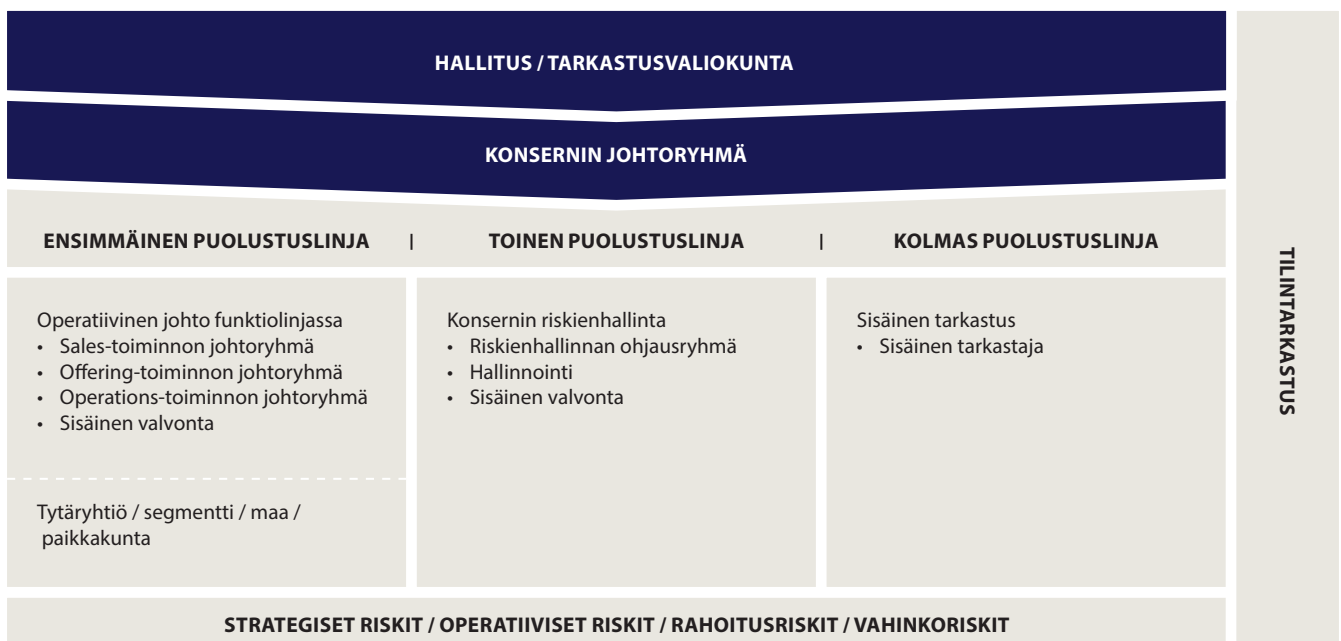 HALLITUS / TARKASTUSVALIOKUNTA
KONSERNIN JOHTORYHMÄ
ENSIMMÄINEN PUOLUSTUSLINJA | TOINEN PUOLUSTUSLINJA | KOLMAS PUOLUSTUSLINJA
Operatiivinen johto funktiolinjassa
• Sales-toiminnon johtoryhmä
• Offering-toiminnon johtoryhmä
• Operations-toiminnon johtoryhmä
• Sisäinen valvonta
Tytäryhtiö / segmentti / maa /
paikkakunta
Konsernin riskienhallinta
• Riskienhallinnan ohjausryhmä
• Hallinnointi
• Sisäinen valvonta
Sisäinen tarkastus
• Sisäinen tarkastaja
STRATEGISET RISKIT / OPERATIIVISET RISKIT / RAHOITUSRISKIT / VAHINKORISKIT
TILINTARKASTUS